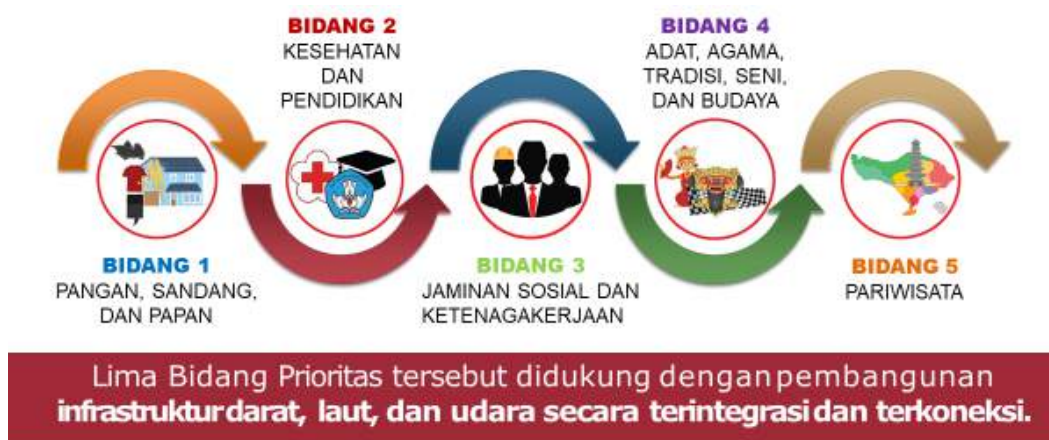 BIDANG 1
PANGAN, SANDANG,
DAN PAPAN
BIDANG 2
KESEHATAN
DAN
PENDIDIKAN
BIDANG 3
JAMINAN SOSIAL DAN
KETENAGAKERJAAN
BIDANG 4
ADAT, AGAMA,
TRADISI, SENI,
DAN BUDAYA
BIDANG 5
PARIWISATA
Lima Bidang Prioritas tersebut didukung dengan pembangunan
infrastruktur darat, laut, dan udara secara terintegrasi dan terkoneksi.